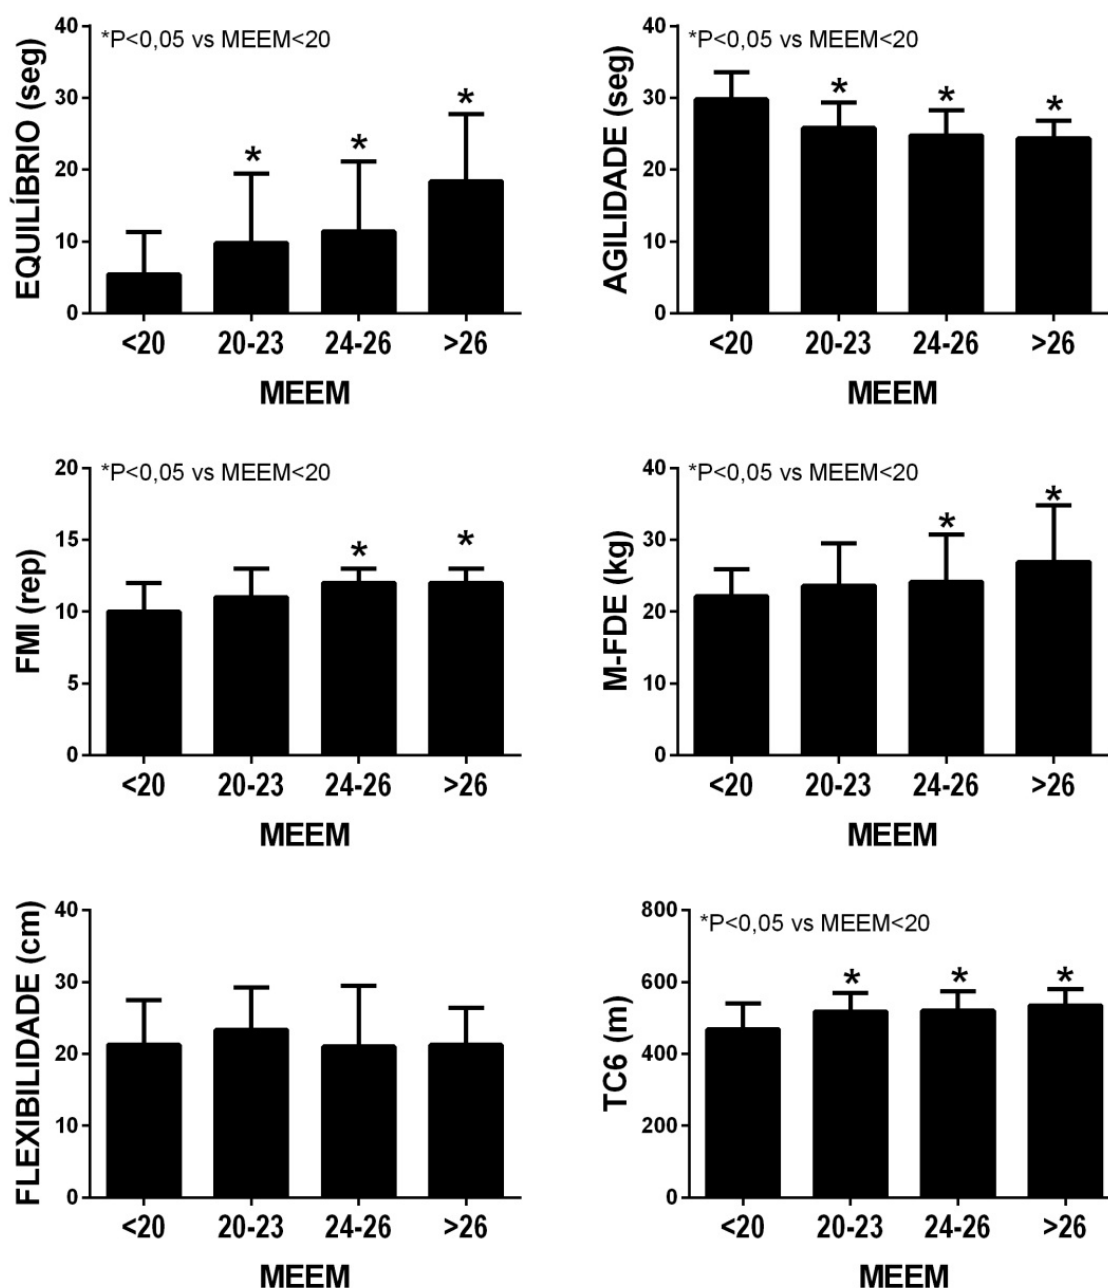 *P<0,05 vs MEEM<20
EQUILÍBRIO (seg)
40
30
20
10
0
* * *
<20 20-23 24-26 >26
MEEM
*P<0,05 vs MEEM<20
AGILIDADE (seg)
40
30
20
10
0
* * *
<20 20-23 24-26 >26
MEEM
*P<0,05 vs MEEM<20
FMI (rep)
20
15
10
5
0
* *
<20 20-23 24-26 >26
MEEM
*P<0,05 vs MEEM<20
M-FDE (kg)
40
30
20
10
0
* *
<20 20-23 24-26 >26
MEEM
FLEXIBILIDADE (cm)
40
30
20
10
0
<20 20-23 24-26 >26
MEEM
*P<0,05 vs MEEM<20
TC6 (m)
800
600
400
200
0
* * *
<20 20-23 24-26 >26
MEEM